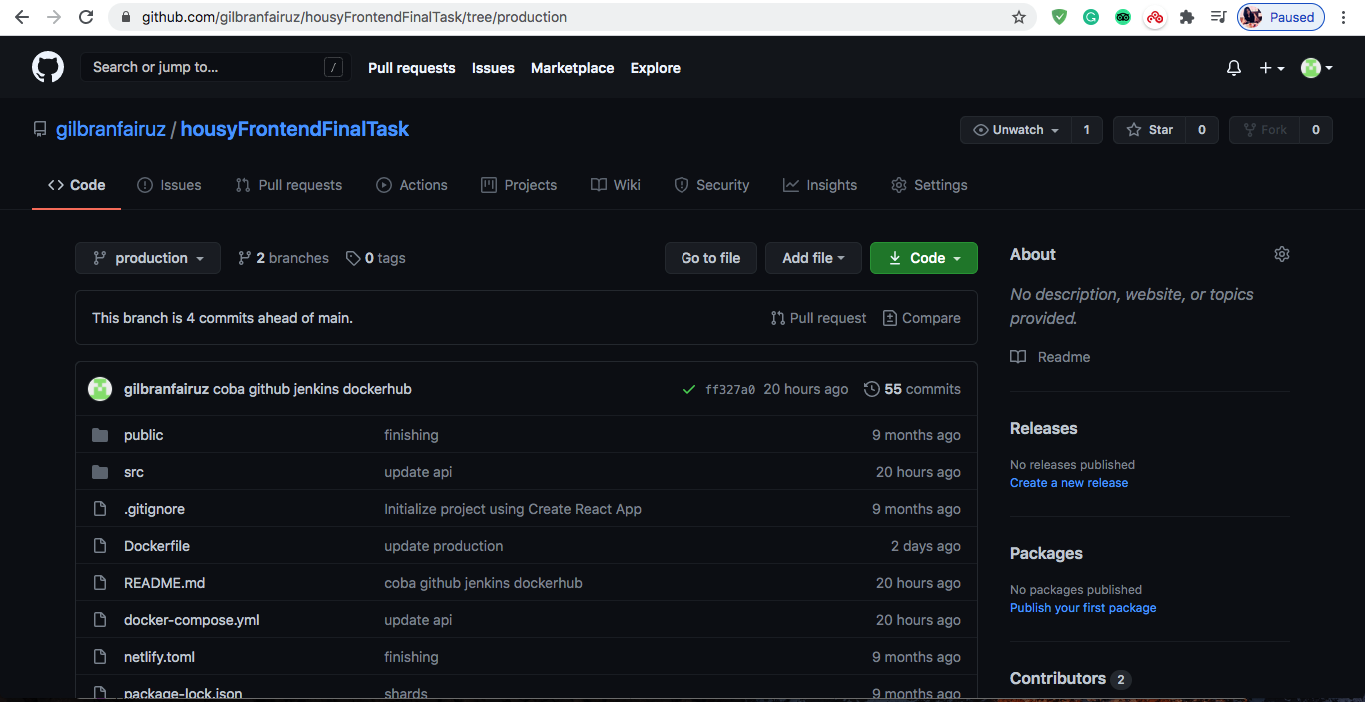 github.com/gilbranfairuz/housyFrontendFinalTask/tree/production
Paused
Search or jump to... /
Pull requests Issues Marketplace Explore
gilbranfairuz / housyFrontendFinalTask
Unwatch 1 Star 0 Fork 0
Code Issues Pull requests Actions Projects Wiki Security Insights Settings
production 2 branches 0 tags Go to file Add file Code
This branch is 4 commits ahead of main. Pull request Compare
gilbranfairuz coba github jenkins dockerhub ff327a0 20 hours ago 55 commits
public finishing 9 months ago
src update api 20 hours ago
.gitignore Initialize project using Create React App 9 months ago
Dockerfile update production 2 days ago
README.md coba github jenkins dockerhub 20 hours ago
docker-compose.yml update api 20 hours ago
netlify.toml finishing 9 months ago
package-lock.json shards 9 months ago
About
No description, website, or topics
provided.
Readme
Releases
No releases published
Create a new release
Packages
No packages published
Publish your first package
Contributors 2